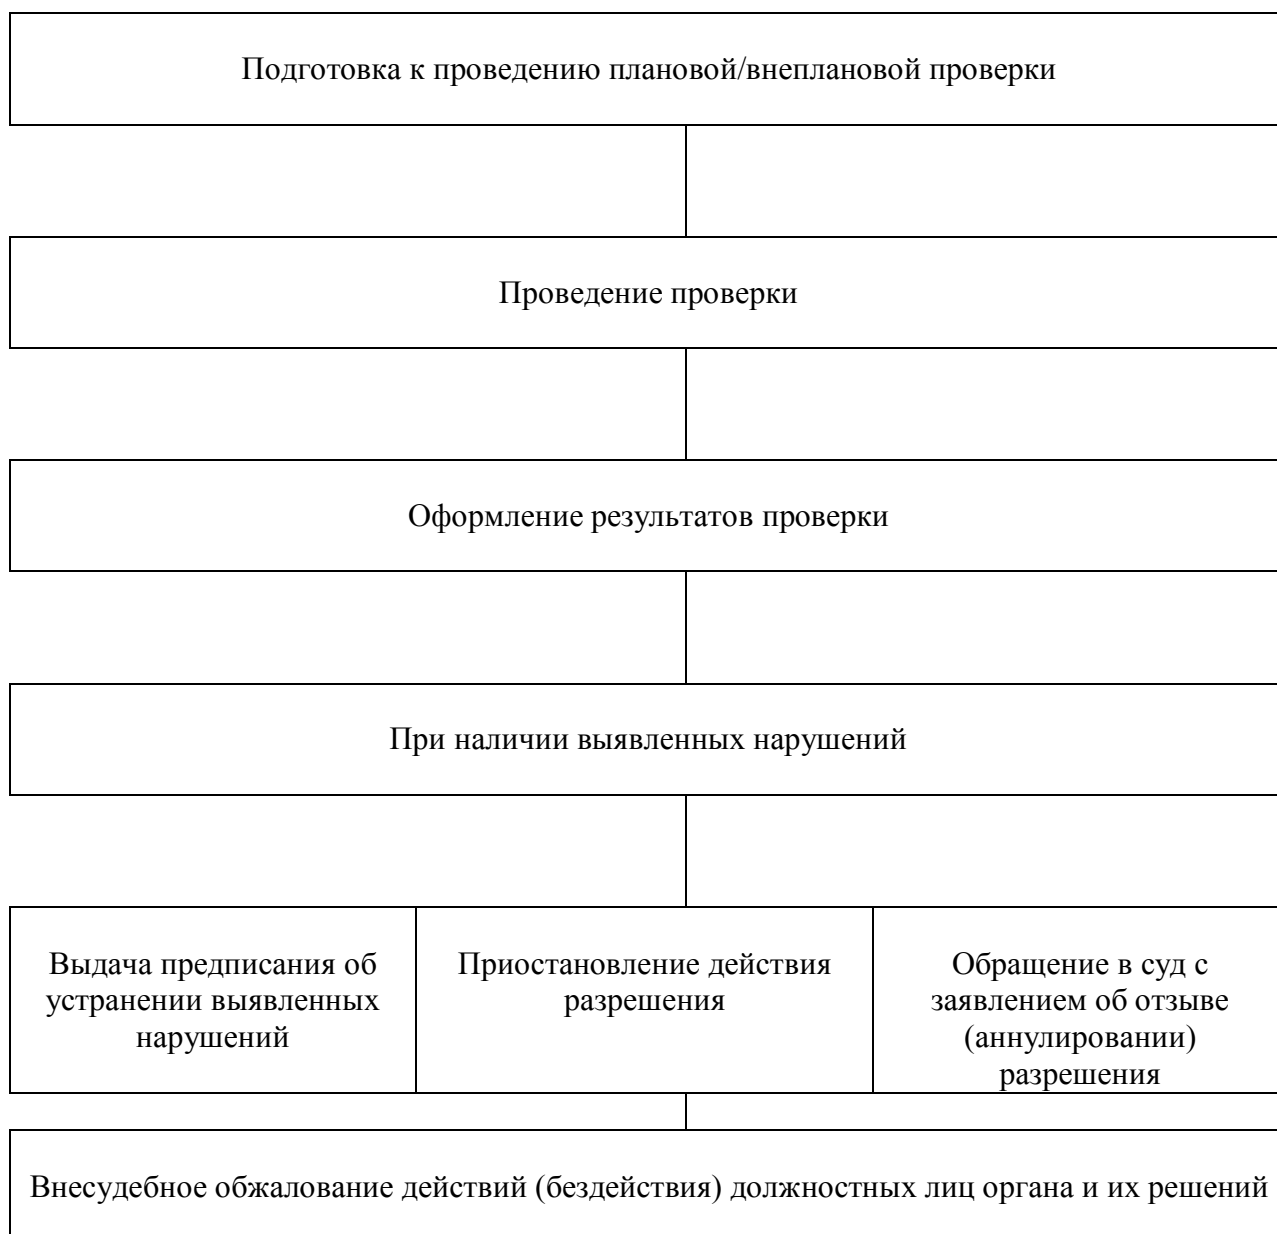 Подготовка к проведению плановой/внеплановой проверки
Проведение проверки
Оформление результатов проверки
При наличии выявленных нарушений
Выдача предписания об
устранении выявленных
нарушений
Приостановление действия
разрешения
Обращение в суд с
заявлением об отзыве
(аннулировании)
разрешения
Внесудебное обжалование действий (бездействия) должностных лиц органа и их решений